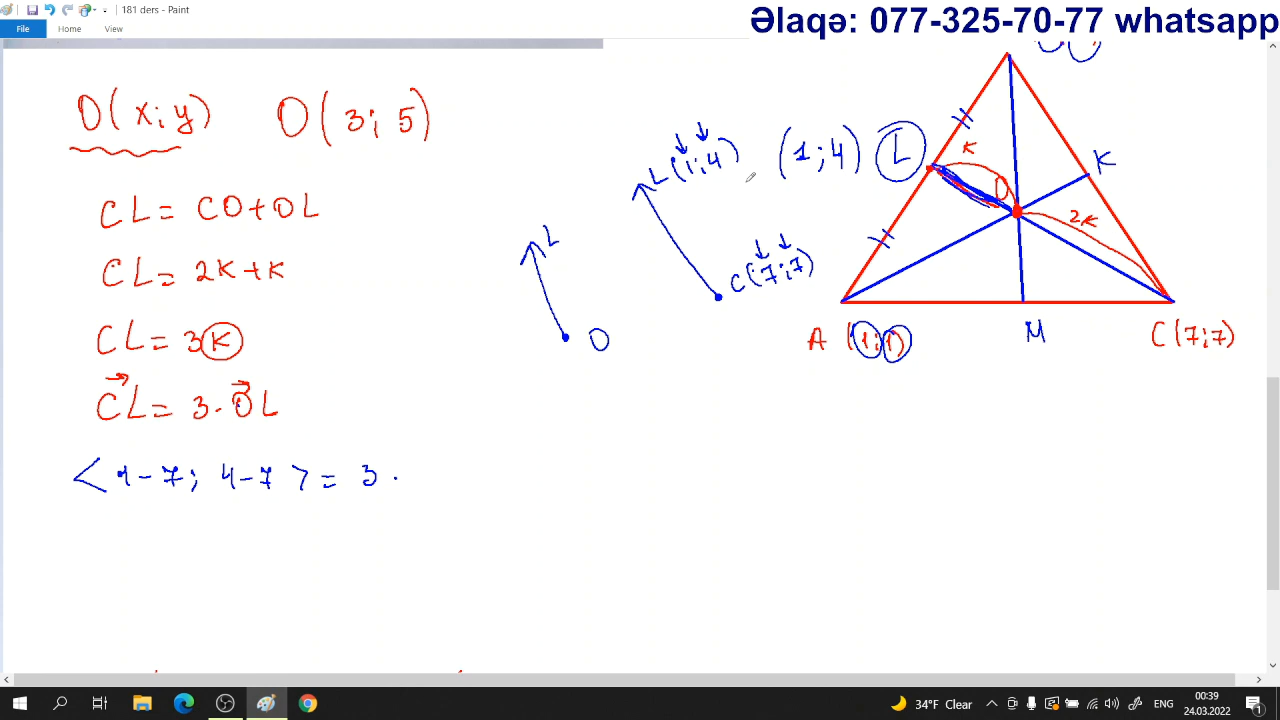 181 ders - Paint
Əlaqə: 077-325-70-77 whatsapp
File Home View
O(x;y) O(3;5)
CL = CO + OL
CL = 2K + K
CL = 3K
CL = 3 · OL
<1-7; 4-7> = 3 ·
L
O
L(1;4)
C(7;7)
(1;4) L
K
O
K
2K
A (1;1)
M
C(7;7)
34°F Clear
ENG
00:39
24.03.2022
1